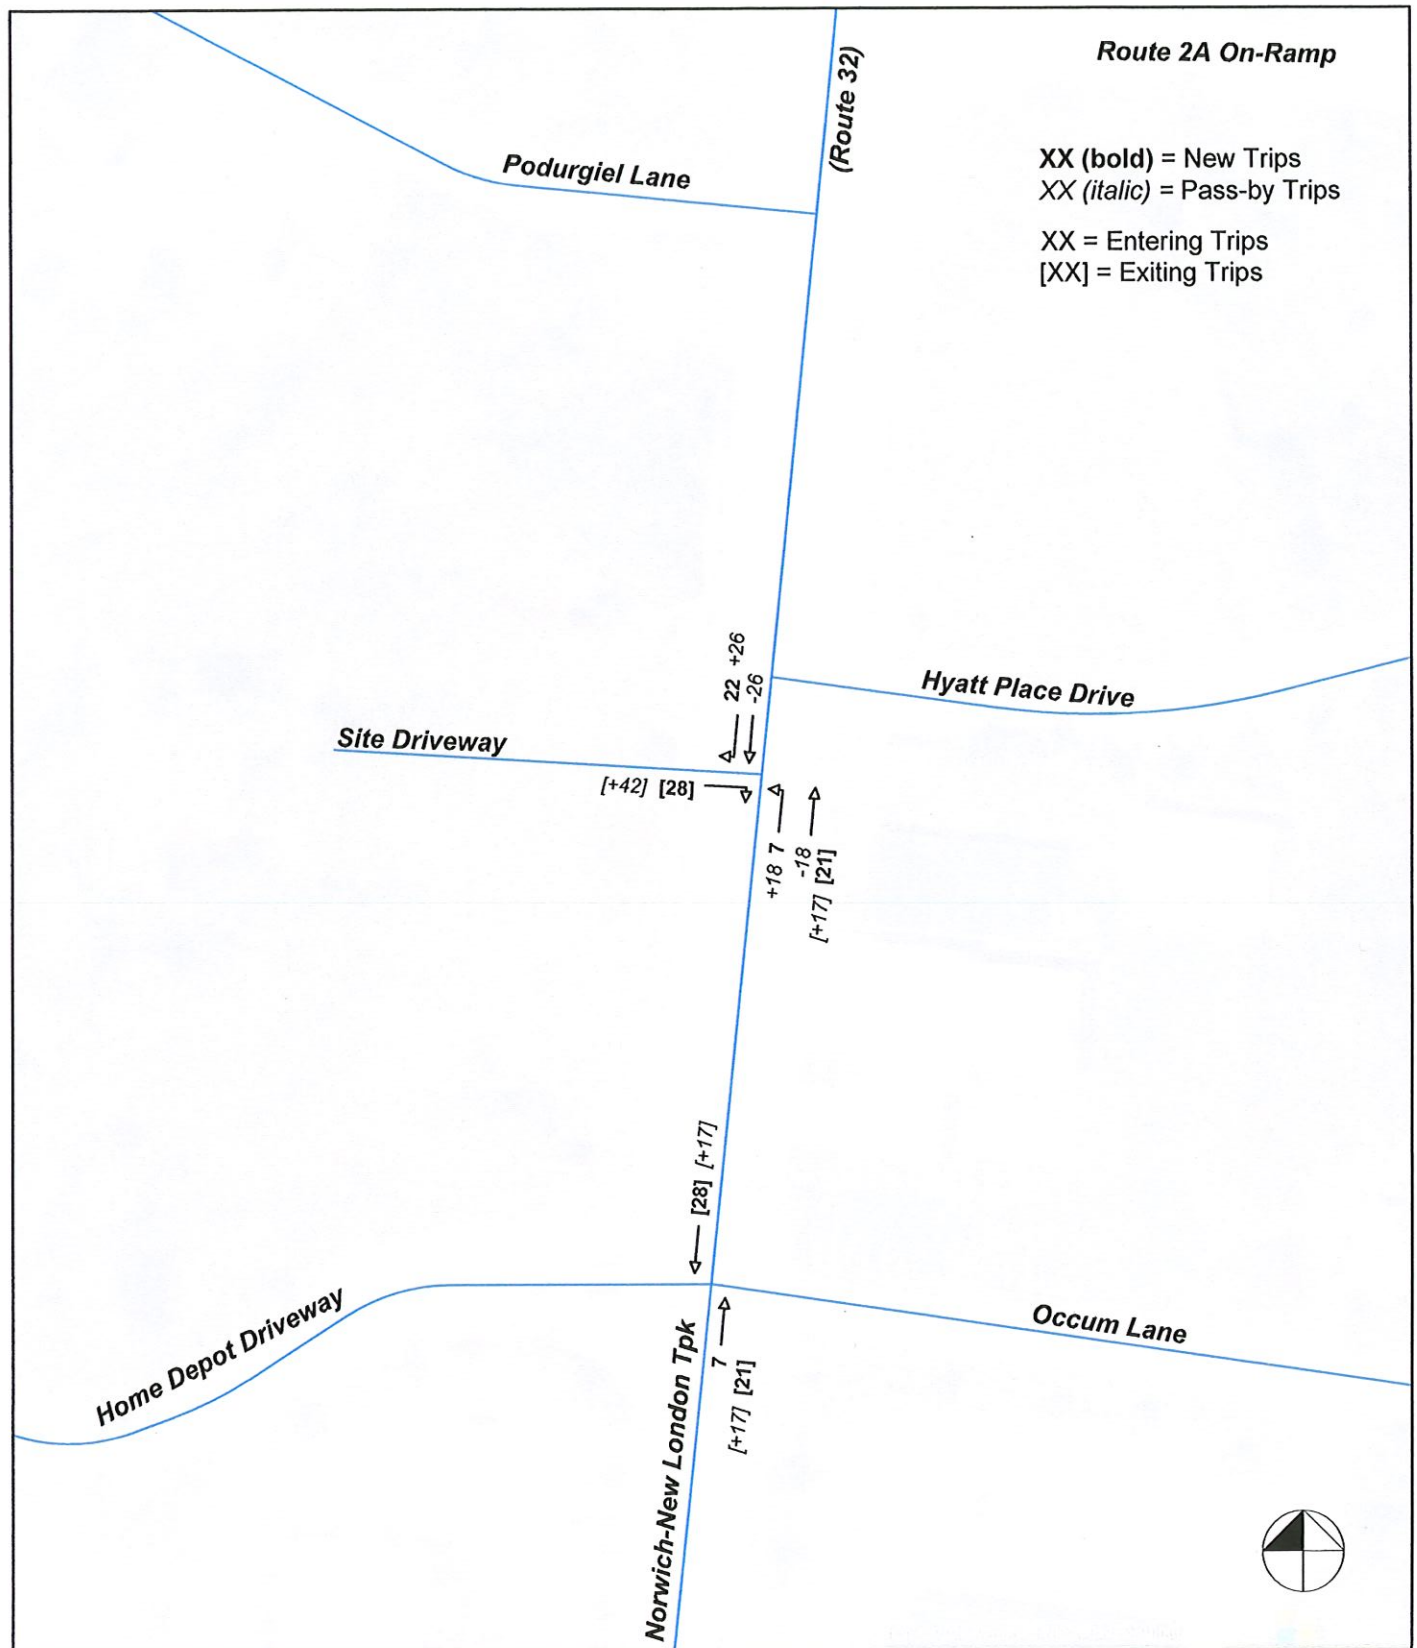 Route 2A On-Ramp
(Route 32)
XX (bold) = New Trips
XX (italic) = Pass-by Trips
XX = Entering Trips
[XX] = Exiting Trips
Podurgiel Lane
22 +26
-26
Hyatt Place Drive
Site Driveway
[+42] [28]
+18 7
-18
[+17] [21]
[28] [+17]
Home Depot Driveway
Occum Lane
Norwich-New London Tpk
7
[+17] [21]